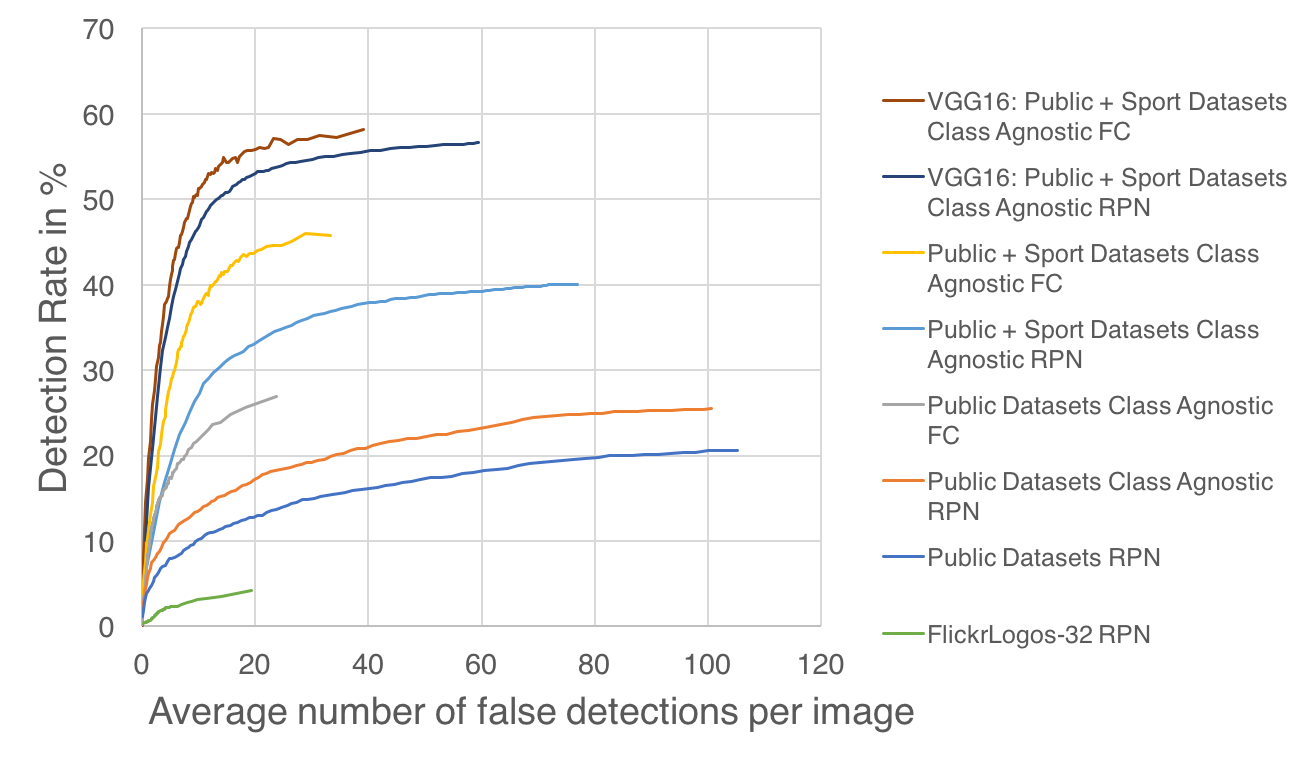 70
60
50
40
30
20
10
0
0 20 40 60 80 100 120
Detection Rate in %
Average number of false detections per image
VGG16: Public + Sport Datasets
Class Agnostic FC
VGG16: Public + Sport Datasets
Class Agnostic RPN
Public + Sport Datasets Class
Agnostic FC
Public + Sport Datasets Class
Agnostic RPN
Public Datasets Class Agnostic
FC
Public Datasets Class Agnostic
RPN
Public Datasets RPN
FlickrLogos-32 RPN